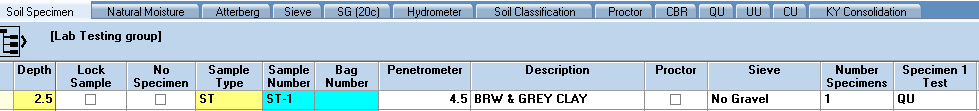 Soil Specimen Natural Moisture Atterberg Sieve SG (20c) Hydrometer Soil Classification Proctor CBR QU UU CU KY Consolidation
[Lab Testing group]
Depth Lock Sample No Specimen Sample Type Sample Number Bag Number Penetrometer Description Proctor Sieve Number Specimens Specimen 1 Test
2.5 ST ST-1 4.5 BRW & GREY CLAY No Gravel 1 QU